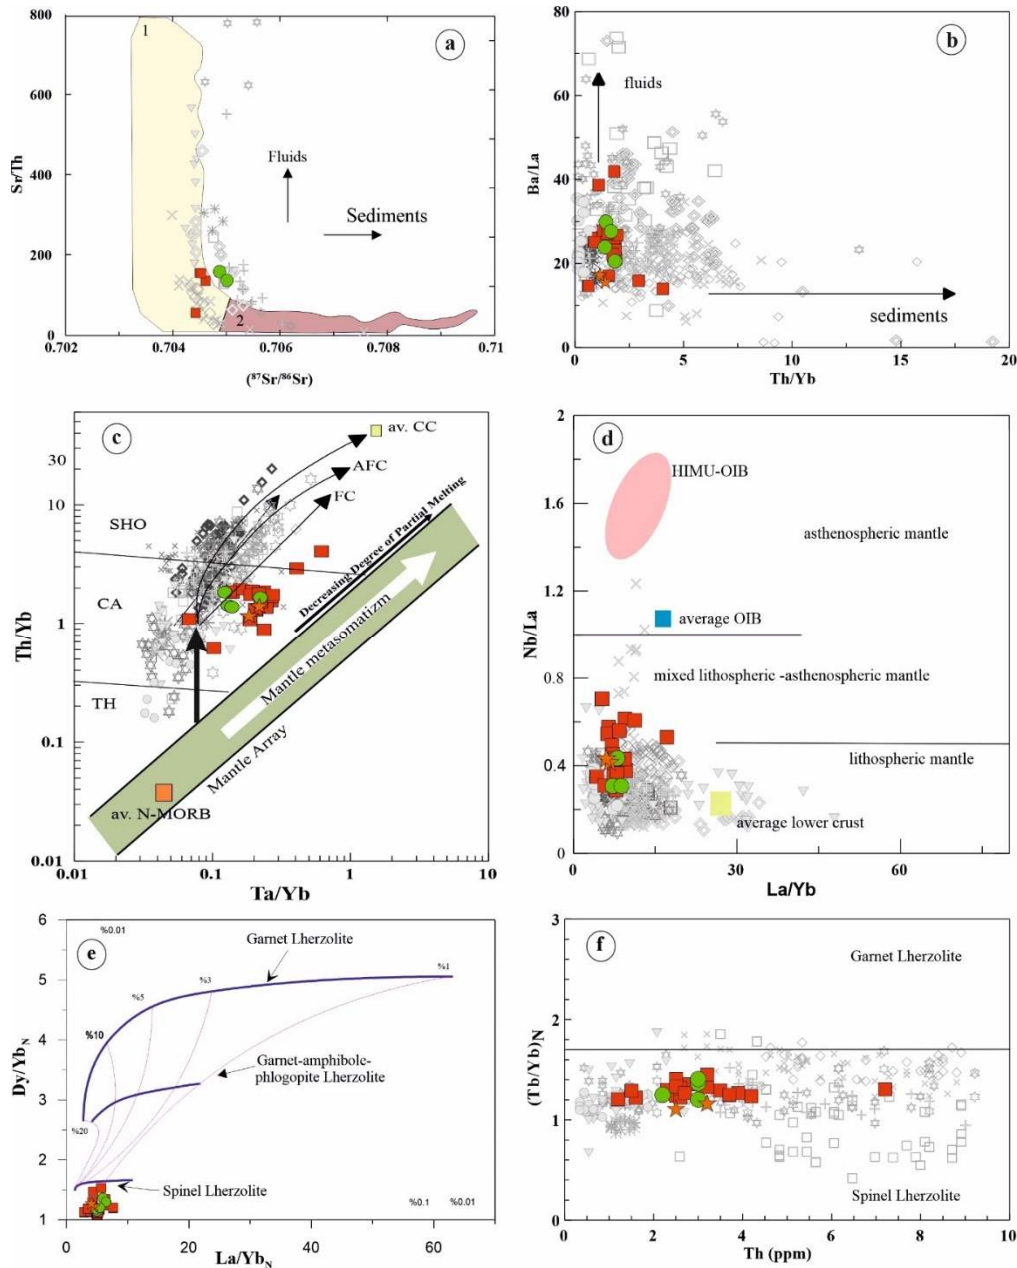 800
600
400
200
0
Sr/Th
1
a
Fluids
Sediments
2
0.702
0.704
0.706
0.708
0.71
(⁸⁷Sr/⁸⁶Sr)
80
60
40
20
0
Ba/La
b
fluids
sediments
0
5
10
15
20
Th/Yb
30
10
1
0.1
0.01
Th/Yb
c
av. CC
AFC
FC
SHO
CA
TH
Decreasing Degree of Partial Melting
Mantle metasomatizm
Mantle Array
av. N-MORB
0.01
0.1
1
10
Ta/Yb
2
1.6
1.2
0.8
0.4
0
Nb/La
d
HIMU-OIB
asthenospheric mantle
average OIB
mixed lithospheric -asthenospheric mantle
lithospheric mantle
average lower crust
0
30
60
La/Yb
6
5
4
3
2
1
Dy/Yb_N
e
%0.01
Garnet Lherzolite
%1
%3
%5
%10
Garnet-amphibole-
phlogopite Lherzolite
%20
Spinel Lherzolite
%0.1
%0.01
0
10
20
30
40
50
60
La/Yb_N
3
2
1
0
(Tb/Yb)_N
f
Garnet Lherzolite
Spinel Lherzolite
0
2
4
6
8
10
Th (ppm)